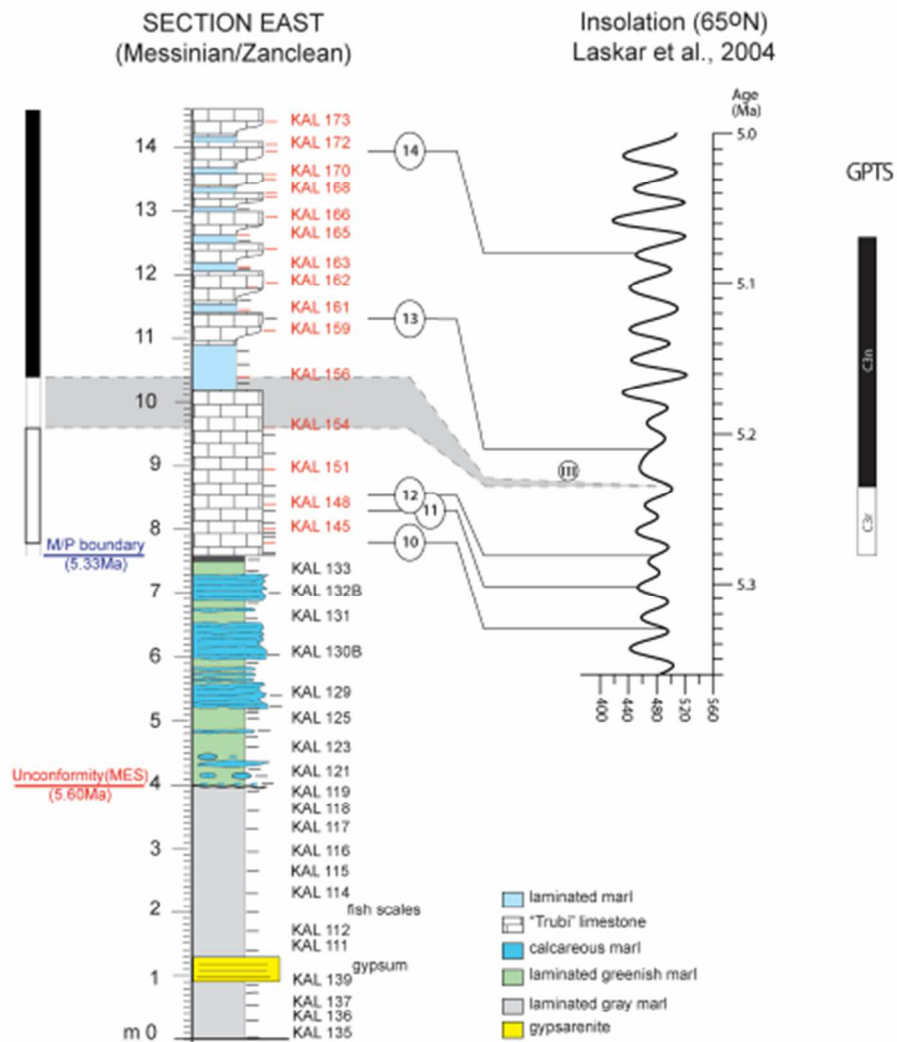 SECTION EAST
(Messinian/Zanclean)
Insolation (65ºN)
Laskar et al., 2004
Age
(Ma)
GPTS
14
13
12
11
10
9
8
7
6
5
4
3
2
1
m 0
M/P boundary
(5.33Ma)
Unconformity(MES)
(5.60Ma)
KAL 173
KAL 172
KAL 170
KAL 168
KAL 166
KAL 165
KAL 163
KAL 162
KAL 161
KAL 159
KAL 156
KAL 154
KAL 151
KAL 148
KAL 145
KAL 133
KAL 132B
KAL 131
KAL 130B
KAL 129
KAL 125
KAL 123
KAL 121
KAL 119
KAL 118
KAL 117
KAL 116
KAL 115
KAL 114
fish scales
KAL 112
KAL 111
gypsum
KAL 139
KAL 137
KAL 136
KAL 135
14
13
III
12
11
10
5.0
5.1
5.2
5.3
400
440
480
520
560
C3n
C3r
laminated marl
"Trubi" limestone
calcareous marl
laminated greenish marl
laminated gray marl
gypsarenite